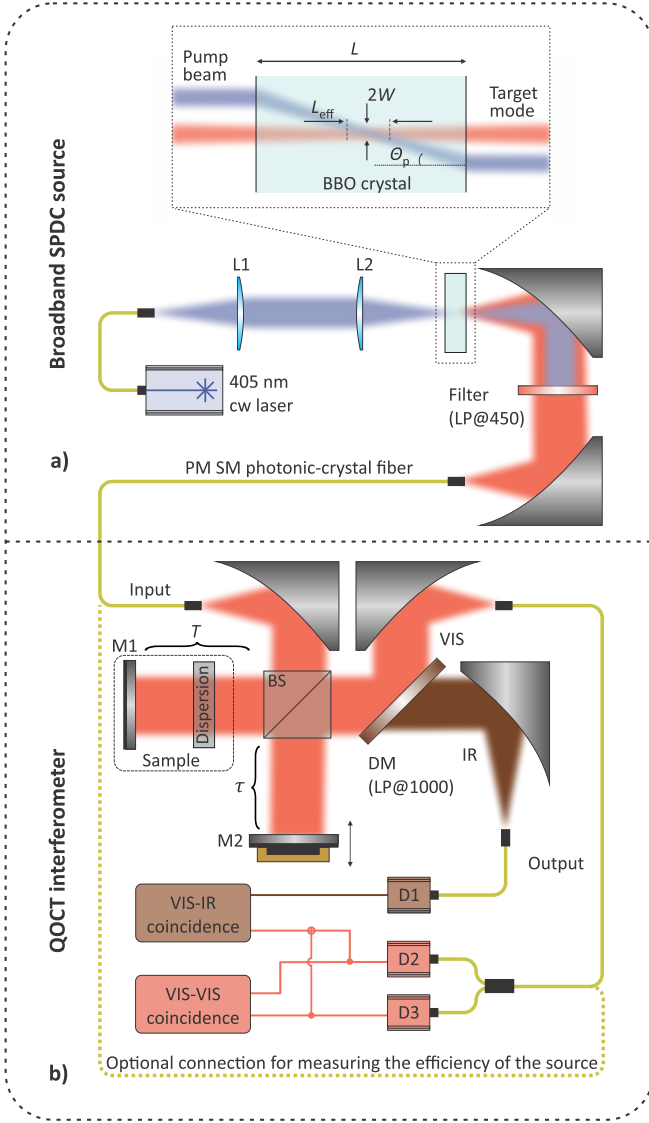 Broadband SPDC source
L
Pump
beam
L_eff
2W
Target
mode
Θ_p
BBO crystal
L1
L2
405 nm
cw laser
Filter
(LP@450)
a)
PM SM photonic-crystal fiber
QOCT interferometer
Input
VIS
M1
T
BS
Dispersion
Sample
DM
(LP@1000)
IR
τ
M2
Output
VIS-IR
coincidence
D1
D2
VIS-VIS
coincidence
D3
Optional connection for measuring the efficiency of the source
b)